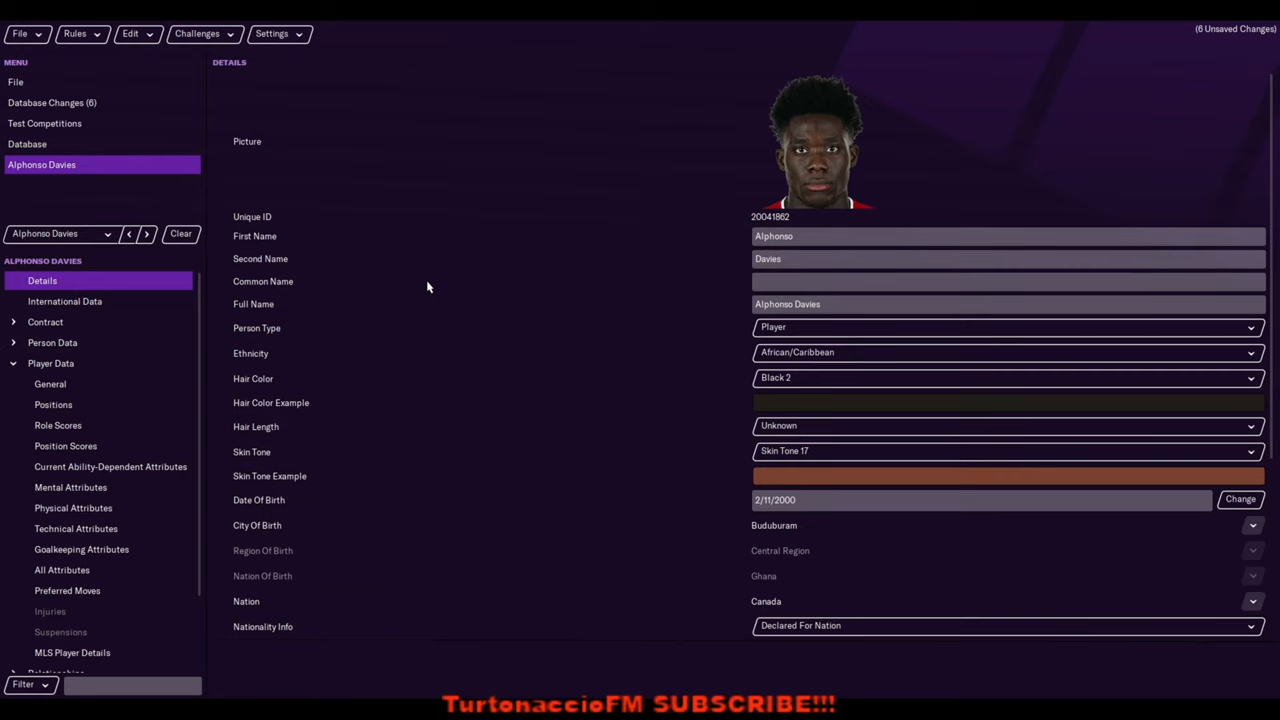 File Rules Edit Challenges Settings (6 Unsaved Changes)
MENU
File
Database Changes (6)
Test Competitions
Database
Alphonso Davies
Alphonso Davies < > Clear
ALPHONSO DAVIES
Details
International Data
Contract
Person Data
Player Data
General
Positions
Role Scores
Position Scores
Current Ability-Dependent Attributes
Mental Attributes
Physical Attributes
Technical Attributes
Goalkeeping Attributes
All Attributes
Preferred Moves
Injuries
Suspensions
MLS Player Details
Relationships
Filter
DETAILS
Picture
Unique ID 20041862
First Name Alphonso
Second Name Davies
Common Name
Full Name Alphonso Davies
Person Type Player
Ethnicity African/Caribbean
Hair Color Black 2
Hair Color Example
Hair Length Unknown
Skin Tone Skin Tone 17
Skin Tone Example
Date Of Birth 2/11/2000 Change
City Of Birth Buduburam
Region Of Birth Central Region
Nation Of Birth Ghana
Nation Canada
Nationality Info Declared For Nation
TurtonaccioFM SUBSCRIBE!!!